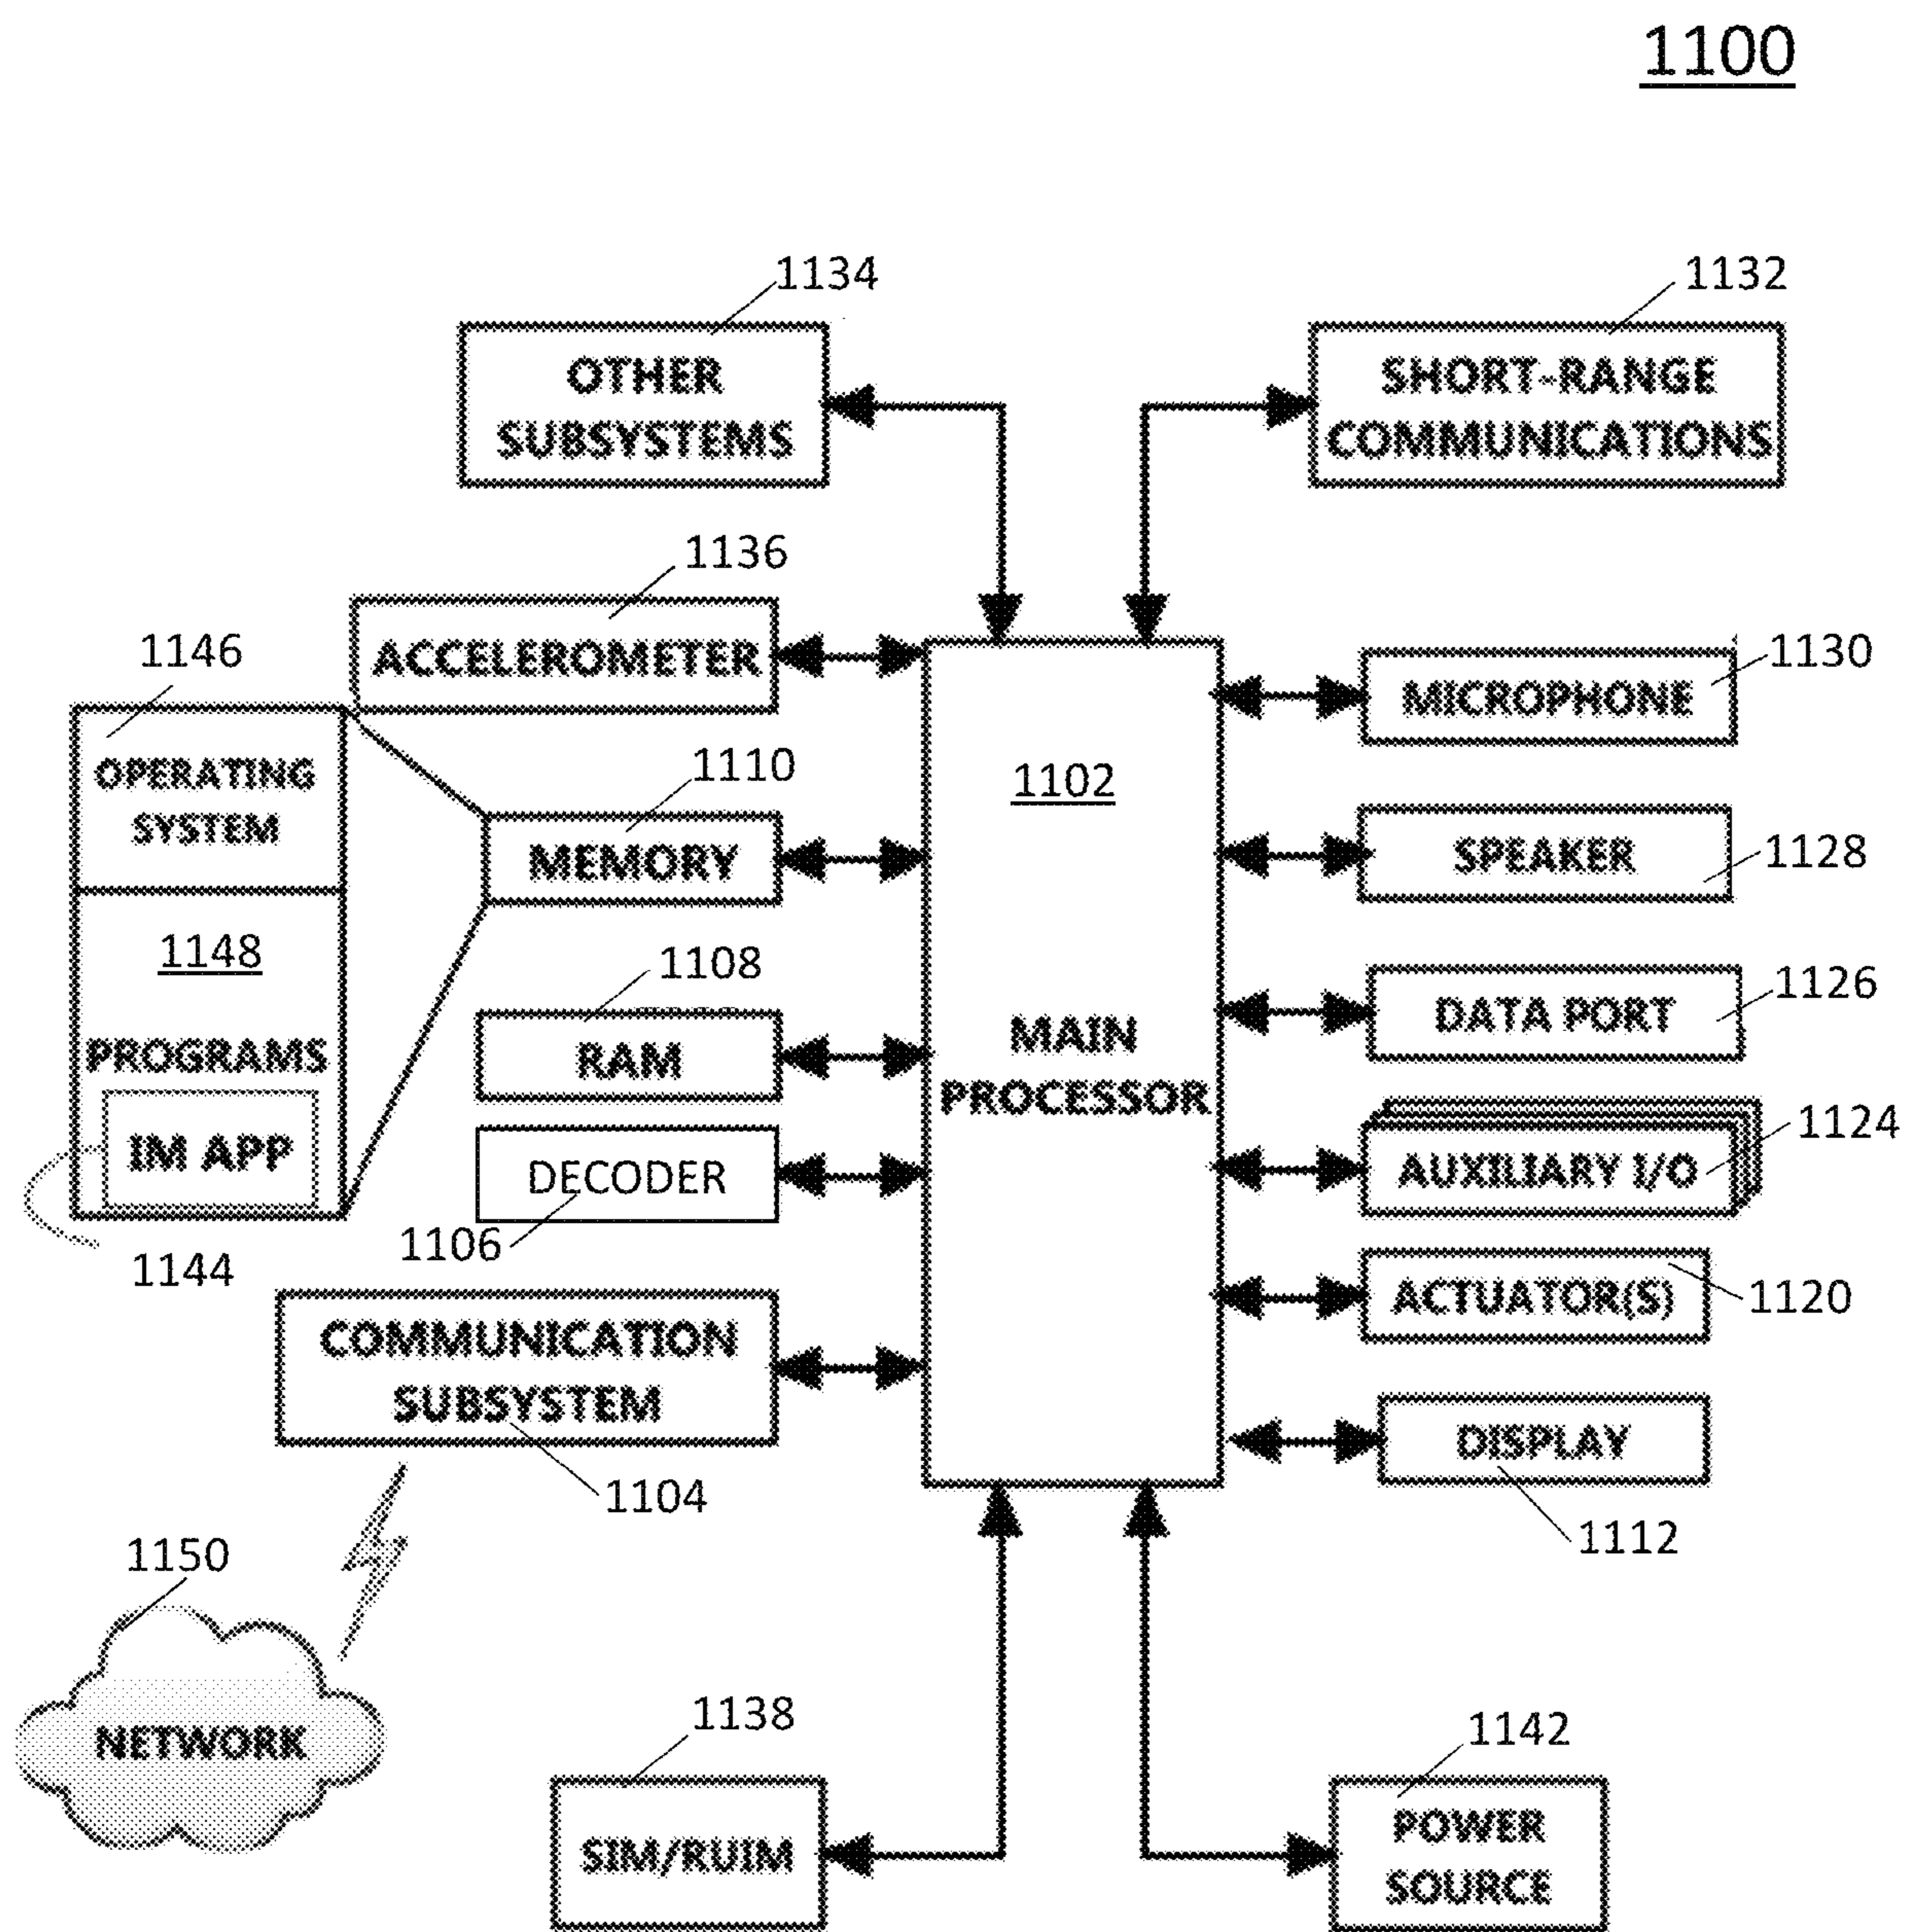 1100
1134
1132
OTHER
SUBSYSTEMS
SHORT-RANGE
COMMUNICATIONS
1136
ACCELEROMETER
1146
OPERATING
SYSTEM
1148
PROGRAMS
IM APP
1144
1110
MEMORY
1108
RAM
DECODER
1106
COMMUNICATION
SUBSYSTEM
1104
1102
MAIN
PROCESSOR
1130
MICROPHONE
SPEAKER
1128
DATA PORT
1126
AUXILIARY I/O
1124
ACTUATOR(S)
1120
DISPLAY
1112
1150
NETWORK
1138
SIM/RUIM
1142
POWER
SOURCE